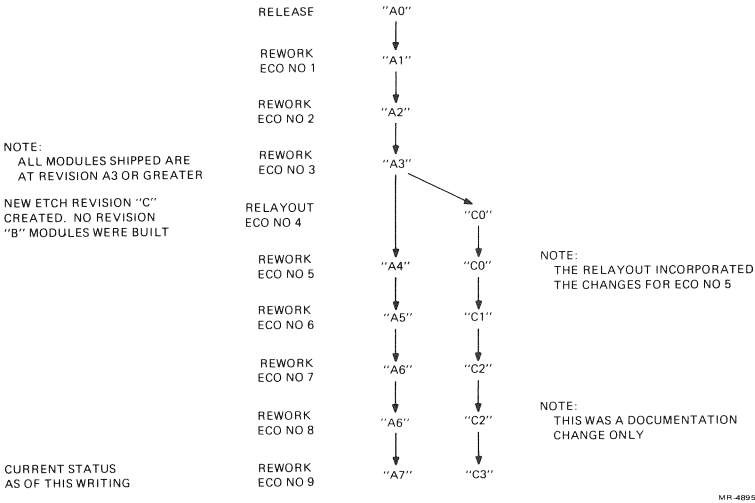 RELEASE "A0"
REWORK
ECO NO 1 "A1"
REWORK
ECO NO 2 "A2"
NOTE:
ALL MODULES SHIPPED ARE
AT REVISION A3 OR GREATER
REWORK
ECO NO 3 "A3"
NEW ETCH REVISION "C"
CREATED. NO REVISION
"B" MODULES WERE BUILT
RELAYOUT
ECO NO 4 "C0"
REWORK
ECO NO 5 "A4" "C0"
NOTE:
THE RELAYOUT INCORPORATED
THE CHANGES FOR ECO NO 5
REWORK
ECO NO 6 "A5" "C1"
REWORK
ECO NO 7 "A6" "C2"
REWORK
ECO NO 8 "A6" "C2"
NOTE:
THIS WAS A DOCUMENTATION
CHANGE ONLY
CURRENT STATUS
AS OF THIS WRITING
REWORK
ECO NO 9 "A7" "C3"
MR-4895